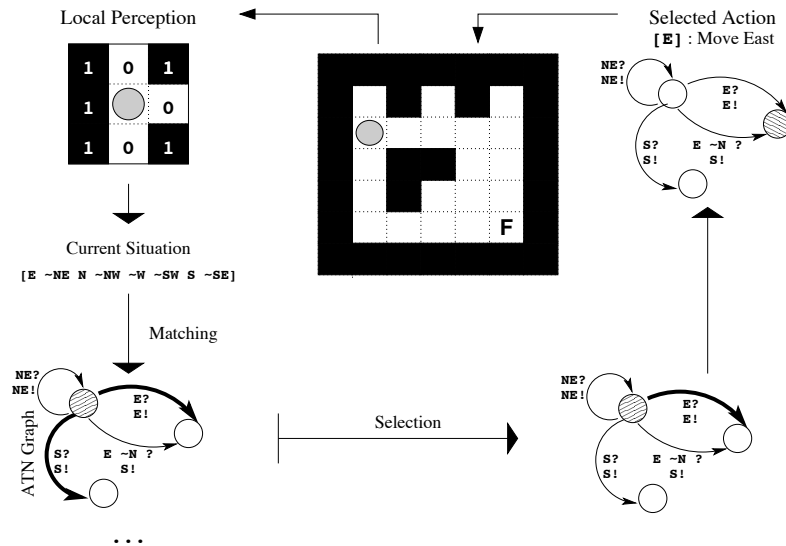 Local Perception
1 0 1
1 0
1 0 1
Current Situation
[E ~NE N ~NW ~W ~SW S ~SE]
Matching
F
Selected Action
[E] : Move East
NE?
NE!
E?
E!
S?
S!
E ~N ?
S!
ATN Graph
NE?
NE!
E?
E!
S?
S!
E ~N ?
S!
...
Selection
NE?
NE!
E?
E!
S?
S!
E ~N ?
S!